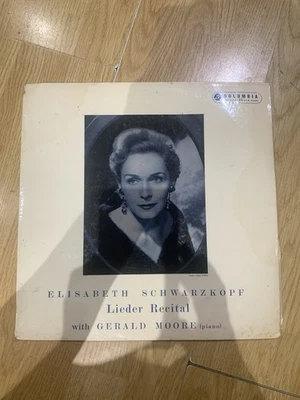 COLUMBIA
ELISABETH SCHWARZKOPF
Lieder Recital
with GERALD MOORE (piano)